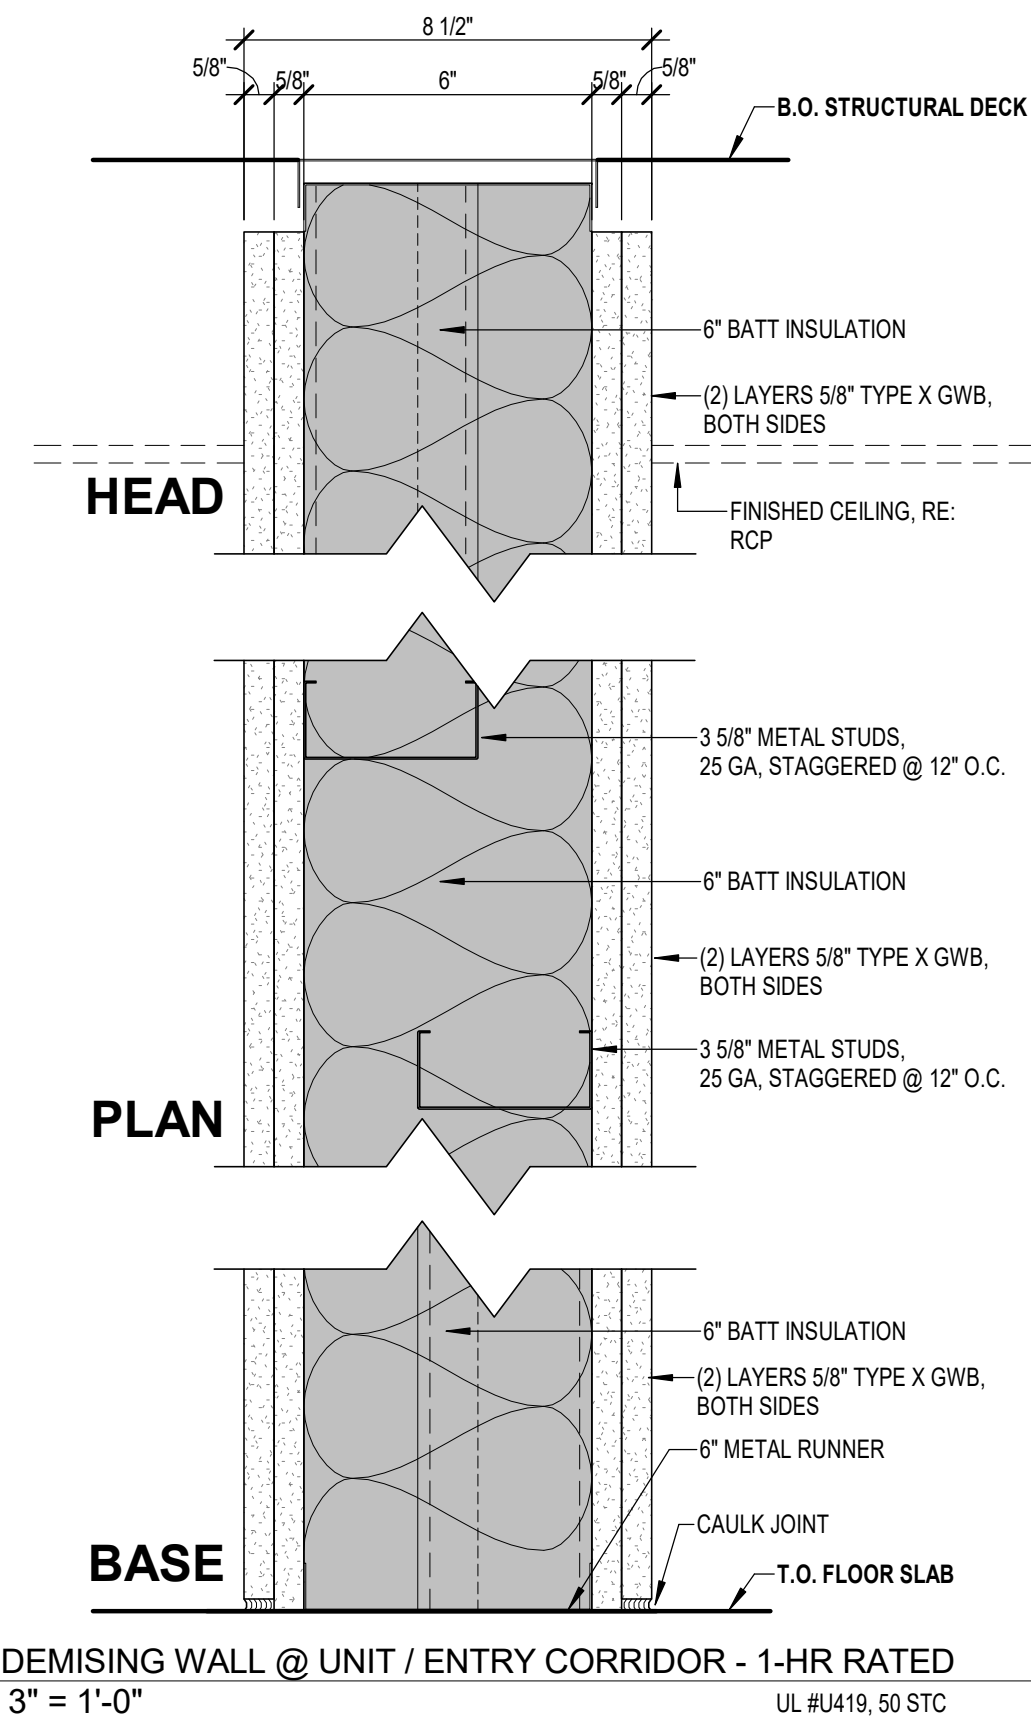 8 1/2"
5/8"
5/8"
6"
5/8"
5/8"
B.O. STRUCTURAL DECK
6" BATT INSULATION
(2) LAYERS 5/8" TYPE X GWB,
BOTH SIDES
HEAD
FINISHED CEILING, RE:
RCP
3 5/8" METAL STUDS,
25 GA, STAGGERED @ 12" O.C.
6" BATT INSULATION
(2) LAYERS 5/8" TYPE X GWB,
BOTH SIDES
3 5/8" METAL STUDS,
25 GA, STAGGERED @ 12" O.C.
PLAN
6" BATT INSULATION
(2) LAYERS 5/8" TYPE X GWB,
BOTH SIDES
6" METAL RUNNER
CAULK JOINT
BASE
T.O. FLOOR SLAB
DEMISING WALL @ UNIT / ENTRY CORRIDOR - 1-HR RATED
3" = 1'-0"
UL #U419, 50 STC